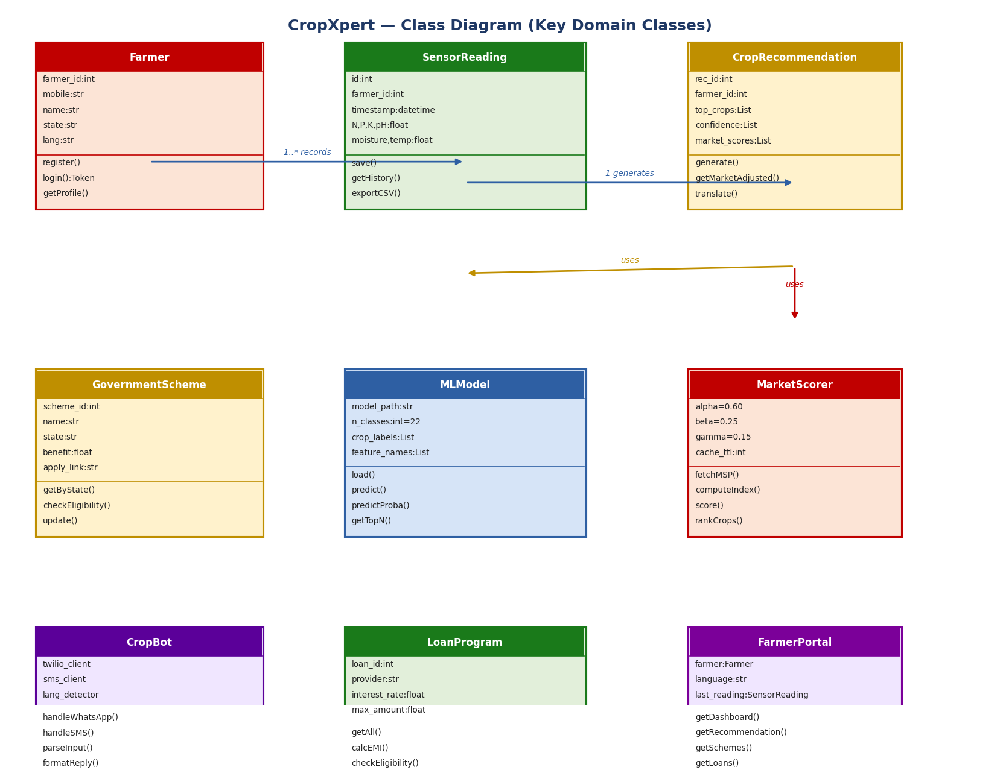 CropXpert — Class Diagram (Key Domain Classes)
Farmer
farmer_id:int
mobile:str
name:str
state:str
lang:str
register()
login():Token
getProfile()
1..* records
SensorReading
id:int
farmer_id:int
timestamp:datetime
N,P,K,pH:float
moisture,temp:float
save()
getHistory()
exportCSV()
1 generates
CropRecommendation
rec_id:int
farmer_id:int
top_crops:List
confidence:List
market_scores:List
generate()
getMarketAdjusted()
translate()
uses
uses
GovernmentScheme
scheme_id:int
name:str
state:str
benefit:float
apply_link:str
getByState()
checkEligibility()
update()
MLModel
model_path:str
n_classes:int=22
crop_labels:List
feature_names:List
load()
predict()
predictProba()
getTopN()
MarketScorer
alpha=0.60
beta=0.25
gamma=0.15
cache_ttl:int
fetchMSP()
computeIndex()
score()
rankCrops()
CropBot
twilio_client
sms_client
lang_detector
handleWhatsApp()
handleSMS()
parseInput()
formatReply()
LoanProgram
loan_id:int
provider:str
interest_rate:float
max_amount:float
getAll()
calcEMI()
checkEligibility()
FarmerPortal
farmer:Farmer
language:str
last_reading:SensorReading
getDashboard()
getRecommendation()
getSchemes()
getLoans()